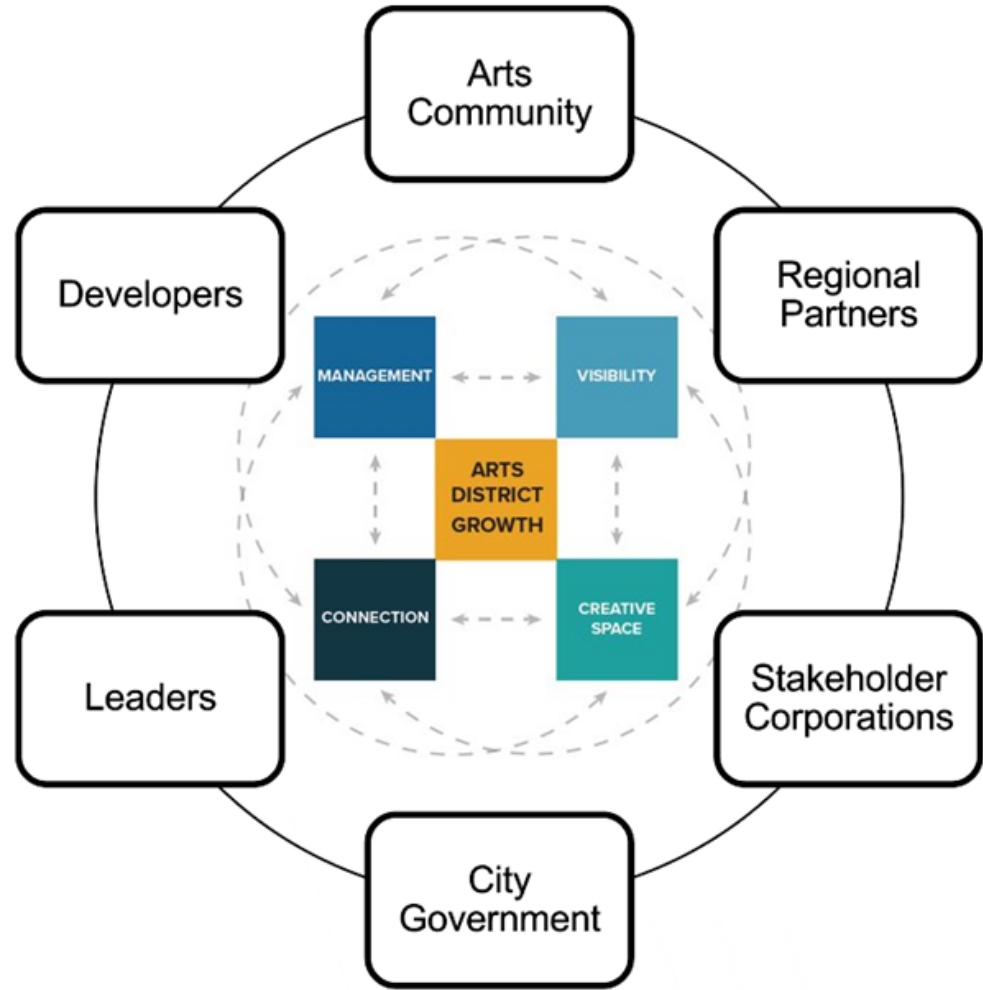 Arts
Community
Developers
Regional
Partners
MANAGEMENT
VISIBILITY
ARTS
DISTRICT
GROWTH
CONNECTION
CREATIVE
SPACE
Leaders
Stakeholder
Corporations
City
Government